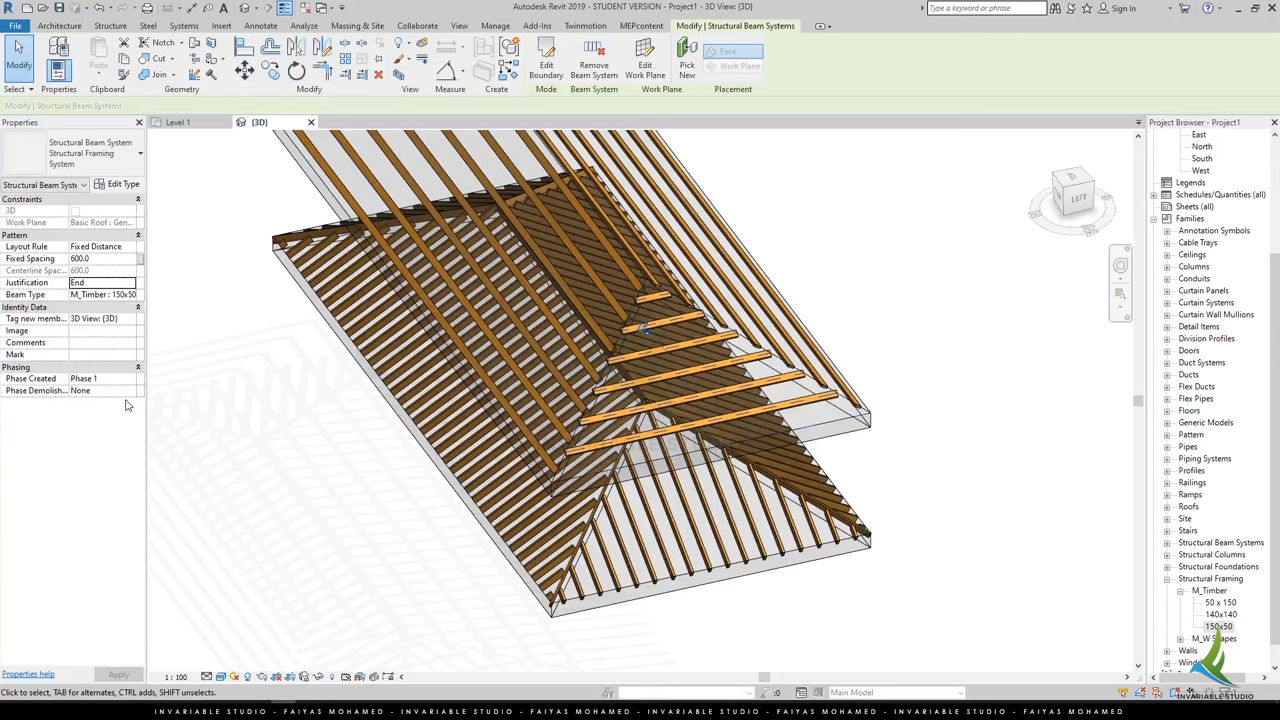 Autodesk Revit 2019 - STUDENT VERSION - Project1 - 3D View: {3D}
Type a keyword or phrase
Sign In
File Architecture Structure Steel Systems Insert Annotate Analyze Massing & Site Collaborate View Manage Add-Ins Twinmotion MEPcontent Modify | Structural Beam Systems
Modify
Paste
Notch
Cut
Join
Edit Boundary
Remove Beam System
Edit Work Plane
Pick New
Face
Work Plane
Select Properties Clipboard Geometry Modify View Measure Create Mode Beam System Work Plane Placement
Modify | Structural Beam Systems
Properties
Level 1
{3D}
Project Browser - Project1
Structural Beam System
Structural Framing
System
Structural Beam Syste
Edit Type
Constraints
3D
Work Plane Basic Roof : Gen...
Pattern
Layout Rule Fixed Distance
Fixed Spacing 600.0
Centerline Spac... 600.0
Justification End
Beam Type M_Timber : 150x50
Identity Data
Tag new memb... 3D View: {3D}
Image
Comments
Mark
Phasing
Phase Created Phase 1
Phase Demolish... None
Properties help
Apply
LEFT
East
North
South
West
Legends
Schedules/Quantities (all)
Sheets (all)
Families
Annotation Symbols
Cable Trays
Ceilings
Columns
Conduits
Curtain Panels
Curtain Systems
Curtain Wall Mullions
Detail Items
Division Profiles
Doors
Duct Systems
Ducts
Flex Ducts
Flex Pipes
Floors
Generic Models
Pattern
Pipes
Piping Systems
Profiles
Railings
Ramps
Roofs
Site
Stairs
Structural Beam Systems
Structural Columns
Structural Foundations
Structural Framing
M_Timber
50 x 150
140x140
150x50
Walls
1 : 100
Click to select, TAB for alternates, CTRL adds, SHIFT unselects.
:0
Main Model
INVARIABLE STUDIO
INVARIABLE STUDIO - FAIYAS MOHAMED - INVARIABLE STUDIO - FAIYAS MOHAMED - INVARIABLE STUDIO - FAIYAS MOHAMED - INVARIABLE STUDIO - FAIYAS MOHAMED